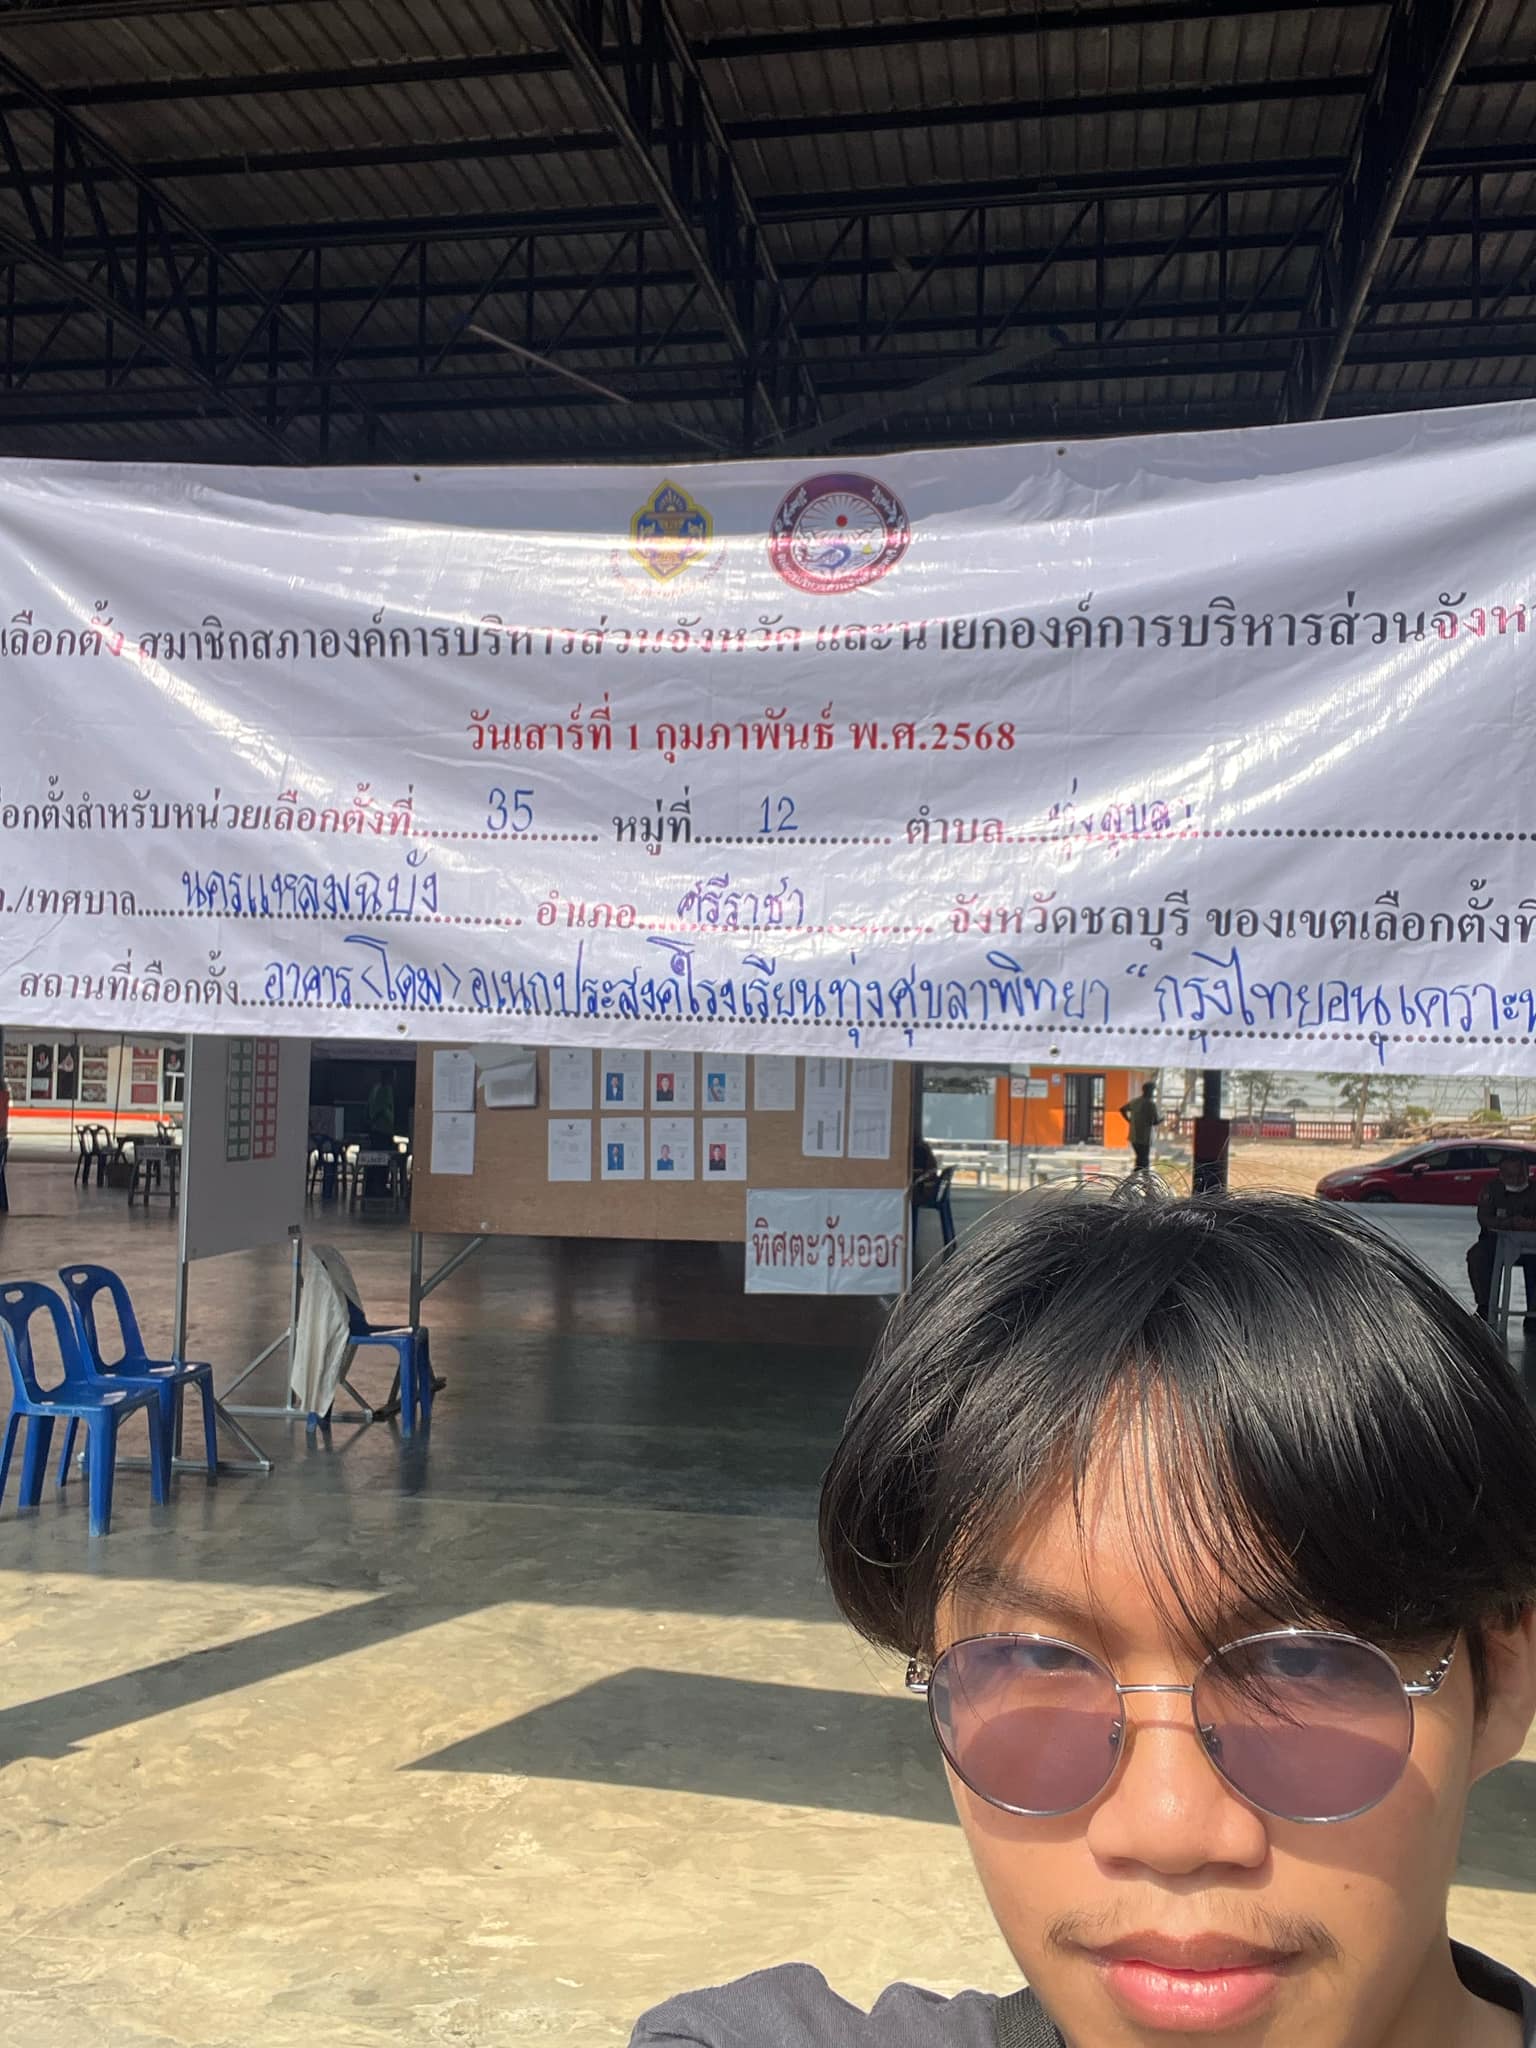 เลือกตั้ง สมาชิกสภาองค์การบริหารส่วนจังหวัด และนายกองค์การบริหารส่วนจังห
วันเสาร์ที่ 1 กุมภาพันธ์ พ.ศ.2568
อกตั้งสำหรับหน่วยเลือกตั้งที่ 35 หมู่ที่ 12 ตำบล ทุ่งสุขลา
./เทศบาล นครแหลมฉบัง อำเภอ ศรีราชา จังหวัดชลบุรี ของเขตเลือกตั้งที่
สถานที่เลือกตั้ง อาคาร <โดม> อเนกประสงค์โรงเรียนทุ่งศุขลาพิทยา "กรุงไทยอนุเคราะห
ทิศตะวันออก